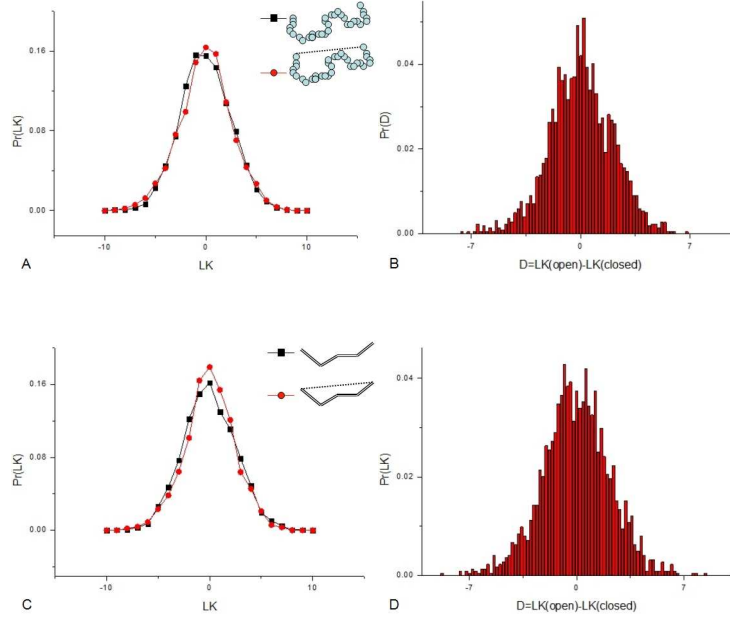 0.16
0.08
0.00
Pr(LK)
-10
0
10
LK
A
0.04
0.02
0.00
Pr(D)
-7
0
7
D=LK(open)-LK(closed)
B
0.16
0.08
0.00
Pr(LK)
-10
0
10
LK
C
0.04
0.02
0.00
Pr(LK)
-7
0
7
D=LK(open)-LK(closed)
D